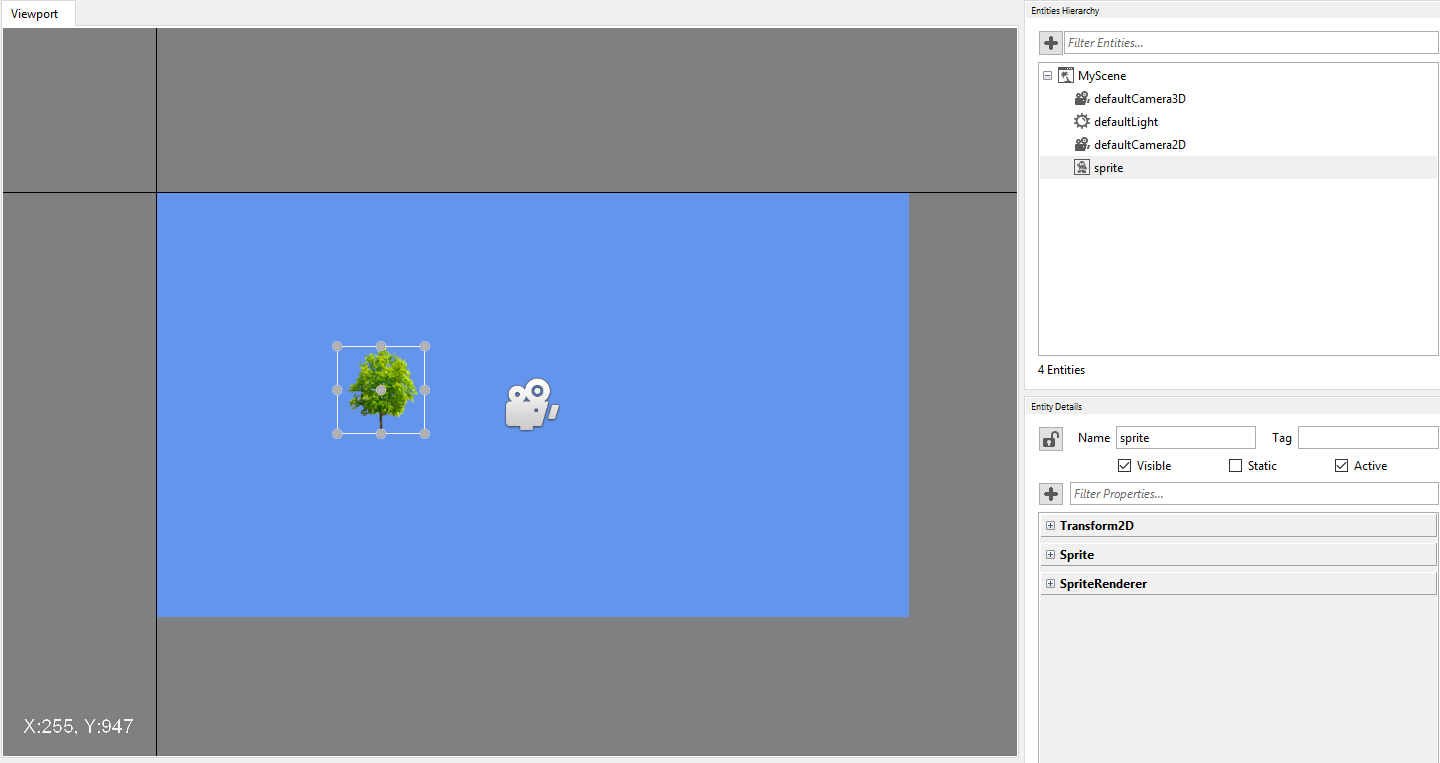 Viewport
X:255, Y:947
Entities Hierarchy
Filter Entities...
MyScene
defaultCamera3D
defaultLight
defaultCamera2D
sprite
4 Entities
Entity Details
Name sprite Tag
Visible Static Active
Filter Properties...
Transform2D
Sprite
SpriteRenderer